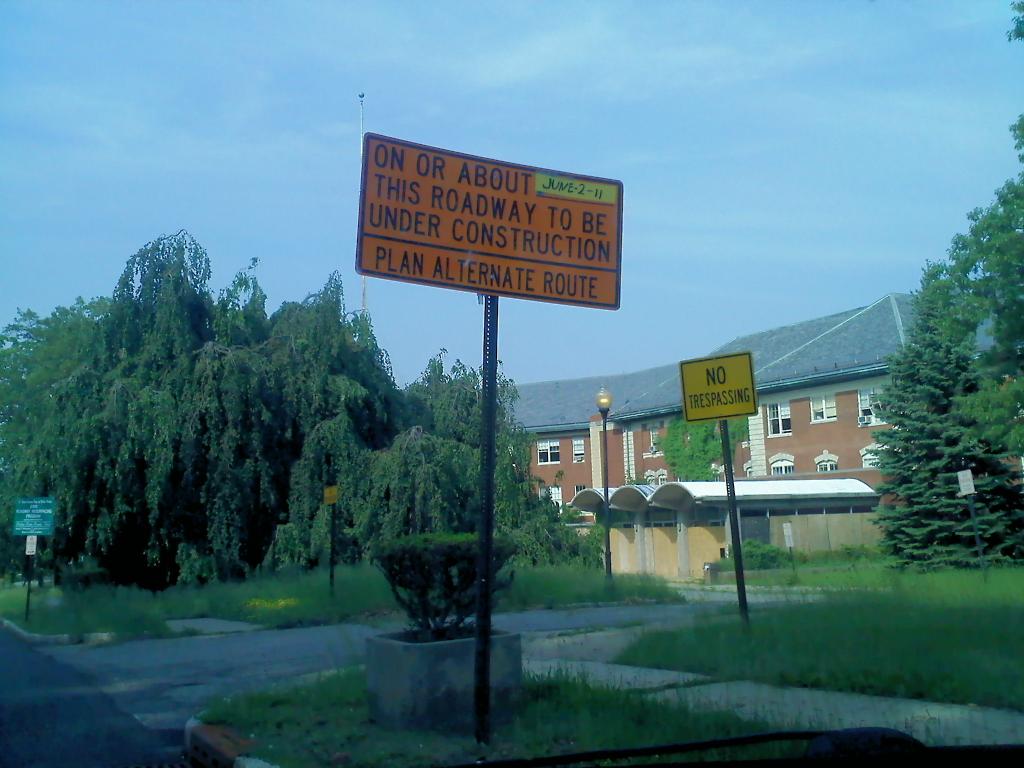 ON OR ABOUT JUNE-2-11
THIS ROADWAY TO BE
UNDER CONSTRUCTION
PLAN ALTERNATE ROUTE
NO
TRESPASSING